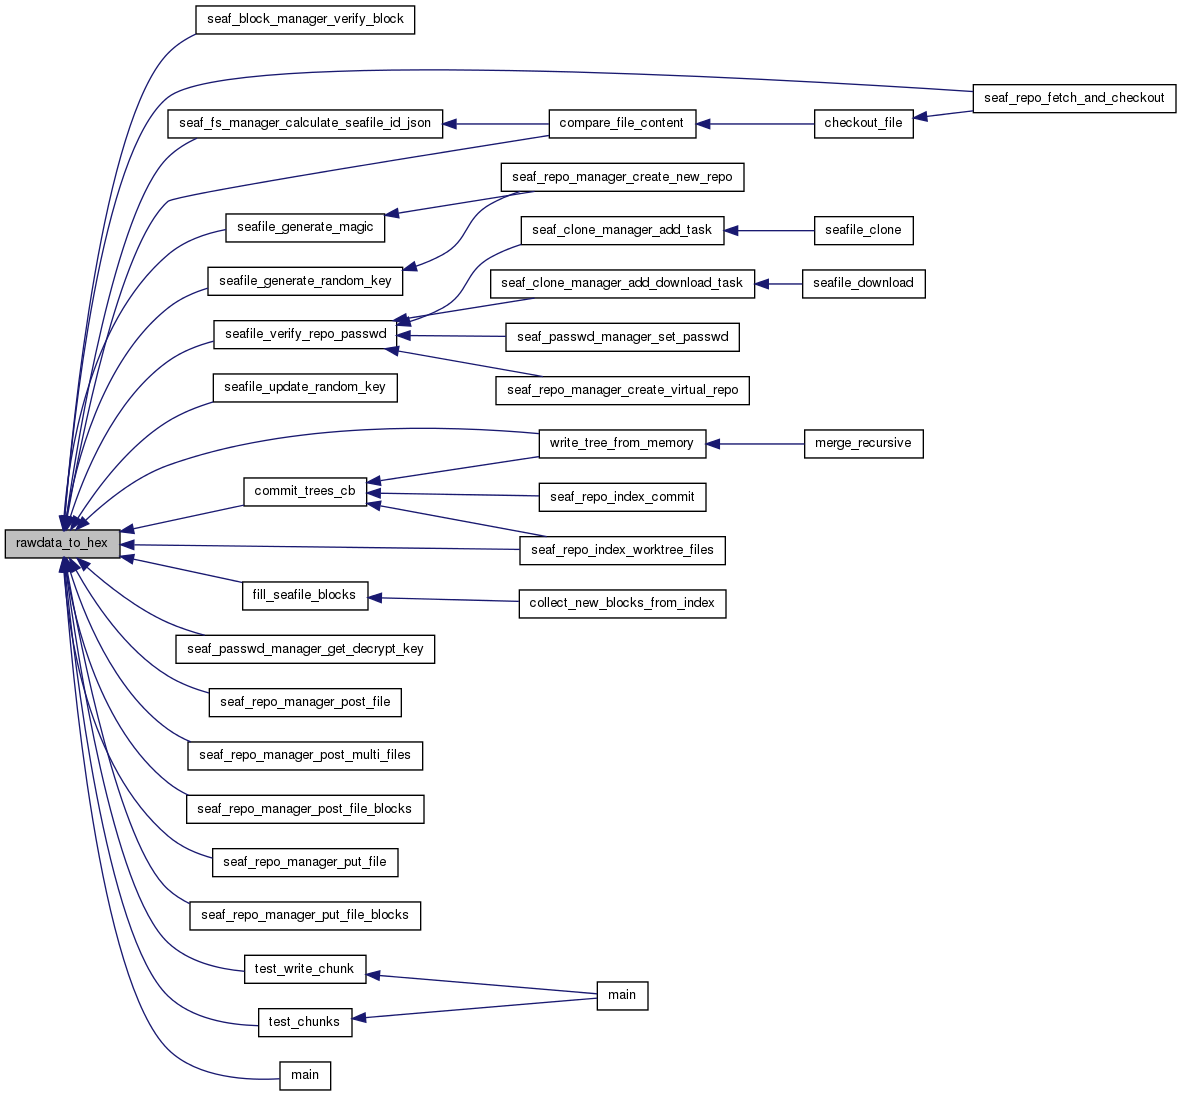 seaf_block_manager_verify_block
seaf_repo_fetch_and_checkout
seaf_fs_manager_calculate_seafile_id_json
compare_file_content
checkout_file
seaf_repo_manager_create_new_repo
seafile_generate_magic
seaf_clone_manager_add_task
seafile_clone
seafile_generate_random_key
seaf_clone_manager_add_download_task
seafile_download
seafile_verify_repo_passwd
seaf_passwd_manager_set_passwd
seafile_update_random_key
seaf_repo_manager_create_virtual_repo
write_tree_from_memory
merge_recursive
commit_trees_cb
seaf_repo_index_commit
rawdata_to_hex
seaf_repo_index_worktree_files
fill_seafile_blocks
collect_new_blocks_from_index
seaf_passwd_manager_get_decrypt_key
seaf_repo_manager_post_file
seaf_repo_manager_post_multi_files
seaf_repo_manager_post_file_blocks
seaf_repo_manager_put_file
seaf_repo_manager_put_file_blocks
test_write_chunk
main
test_chunks
main